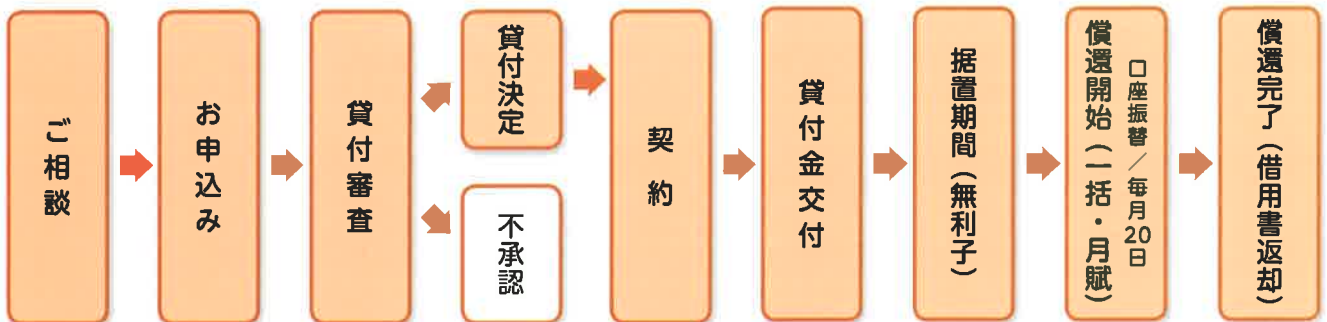 ご相談
お申込み
貸付審査
貸付決定
不承認
契約
貸付金交付
据置期間(無利子)
償還開始(一括・月賦)
口座振替/毎月20日
償還完了(借用書返却)